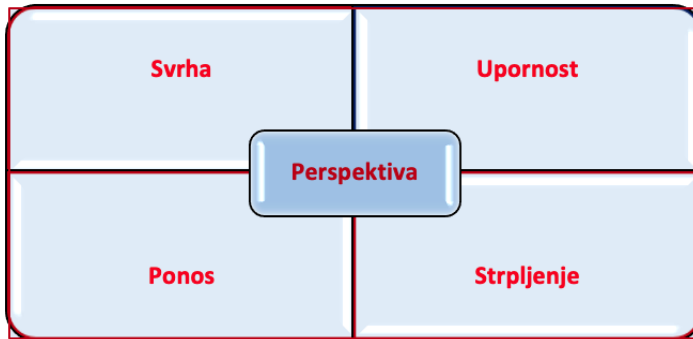 Svrha
Upornost
Perspektiva
Ponos
Strpljenje